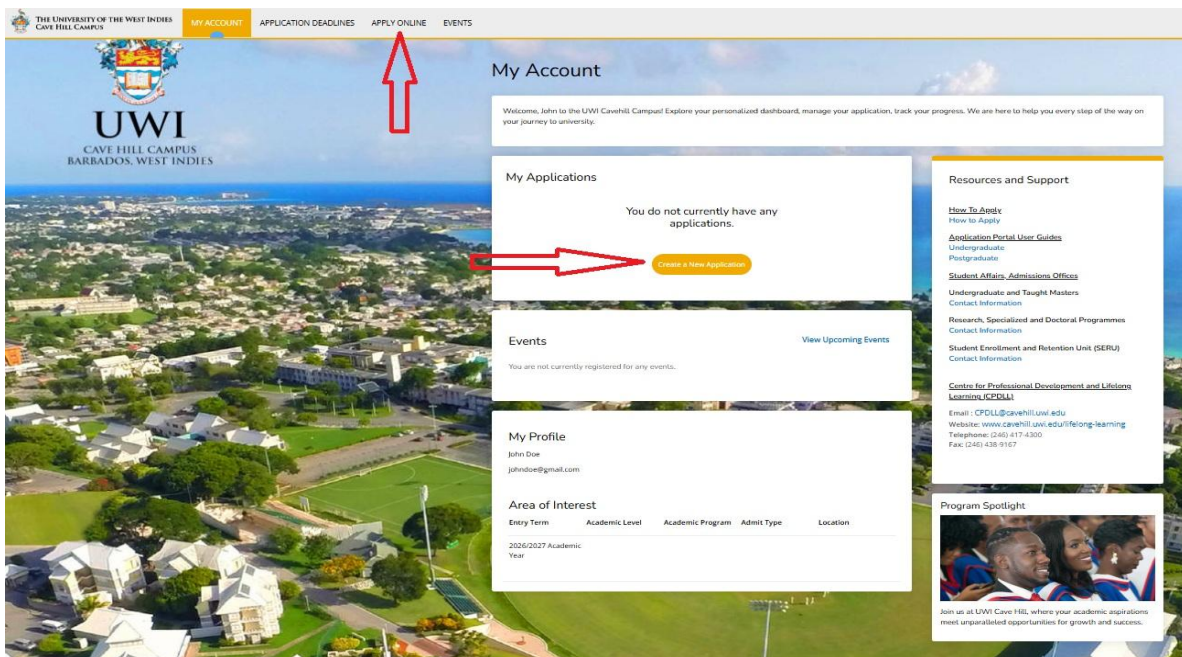 THE UNIVERSITY OF THE WEST INDIES
CAVE HILL CAMPUS
MY ACCOUNT
APPLICATION DEADLINES
APPLY ONLINE
EVENTS
UWI
CAVE HILL CAMPUS
BARBADOS, WEST INDIES
My Account
Welcome, John to the UWI Cavehill Campus! Explore your personalized dashboard, manage your application, track your progress. We are here to help you every step of the way on
your journey to university.
My Applications
You do not currently have any
applications.
Create a New Application
Events
View Upcoming Events
You are not currently registered for any events.
My Profile
John Doe
johndoe@gmail.com
Area of Interest
Entry Term Academic Level Academic Program Admit Type Location
2026/2027 Academic
Year
Resources and Support
How To Apply
How to Apply
Application Portal User Guides
Undergraduate
Postgraduate
Student Affairs, Admissions Offices
Undergraduate and Taught Masters
Contact Information
Research, Specialized and Doctoral Programmes
Contact Information
Student Enrollment and Retention Unit (SERU)
Contact Information
Centre for Professional Development and Lifelong
Learning (CPDLL)
Email : CPDLL@cavehill.uwi.edu
Website: www.cavehill.uwi.edu/lifelong-learning
Telephone: (246) 417-4300
Fax: (246) 438-9167
Program Spotlight
Join us at UWI Cave Hill, where your academic aspirations
meet unparalleled opportunities for growth and success.